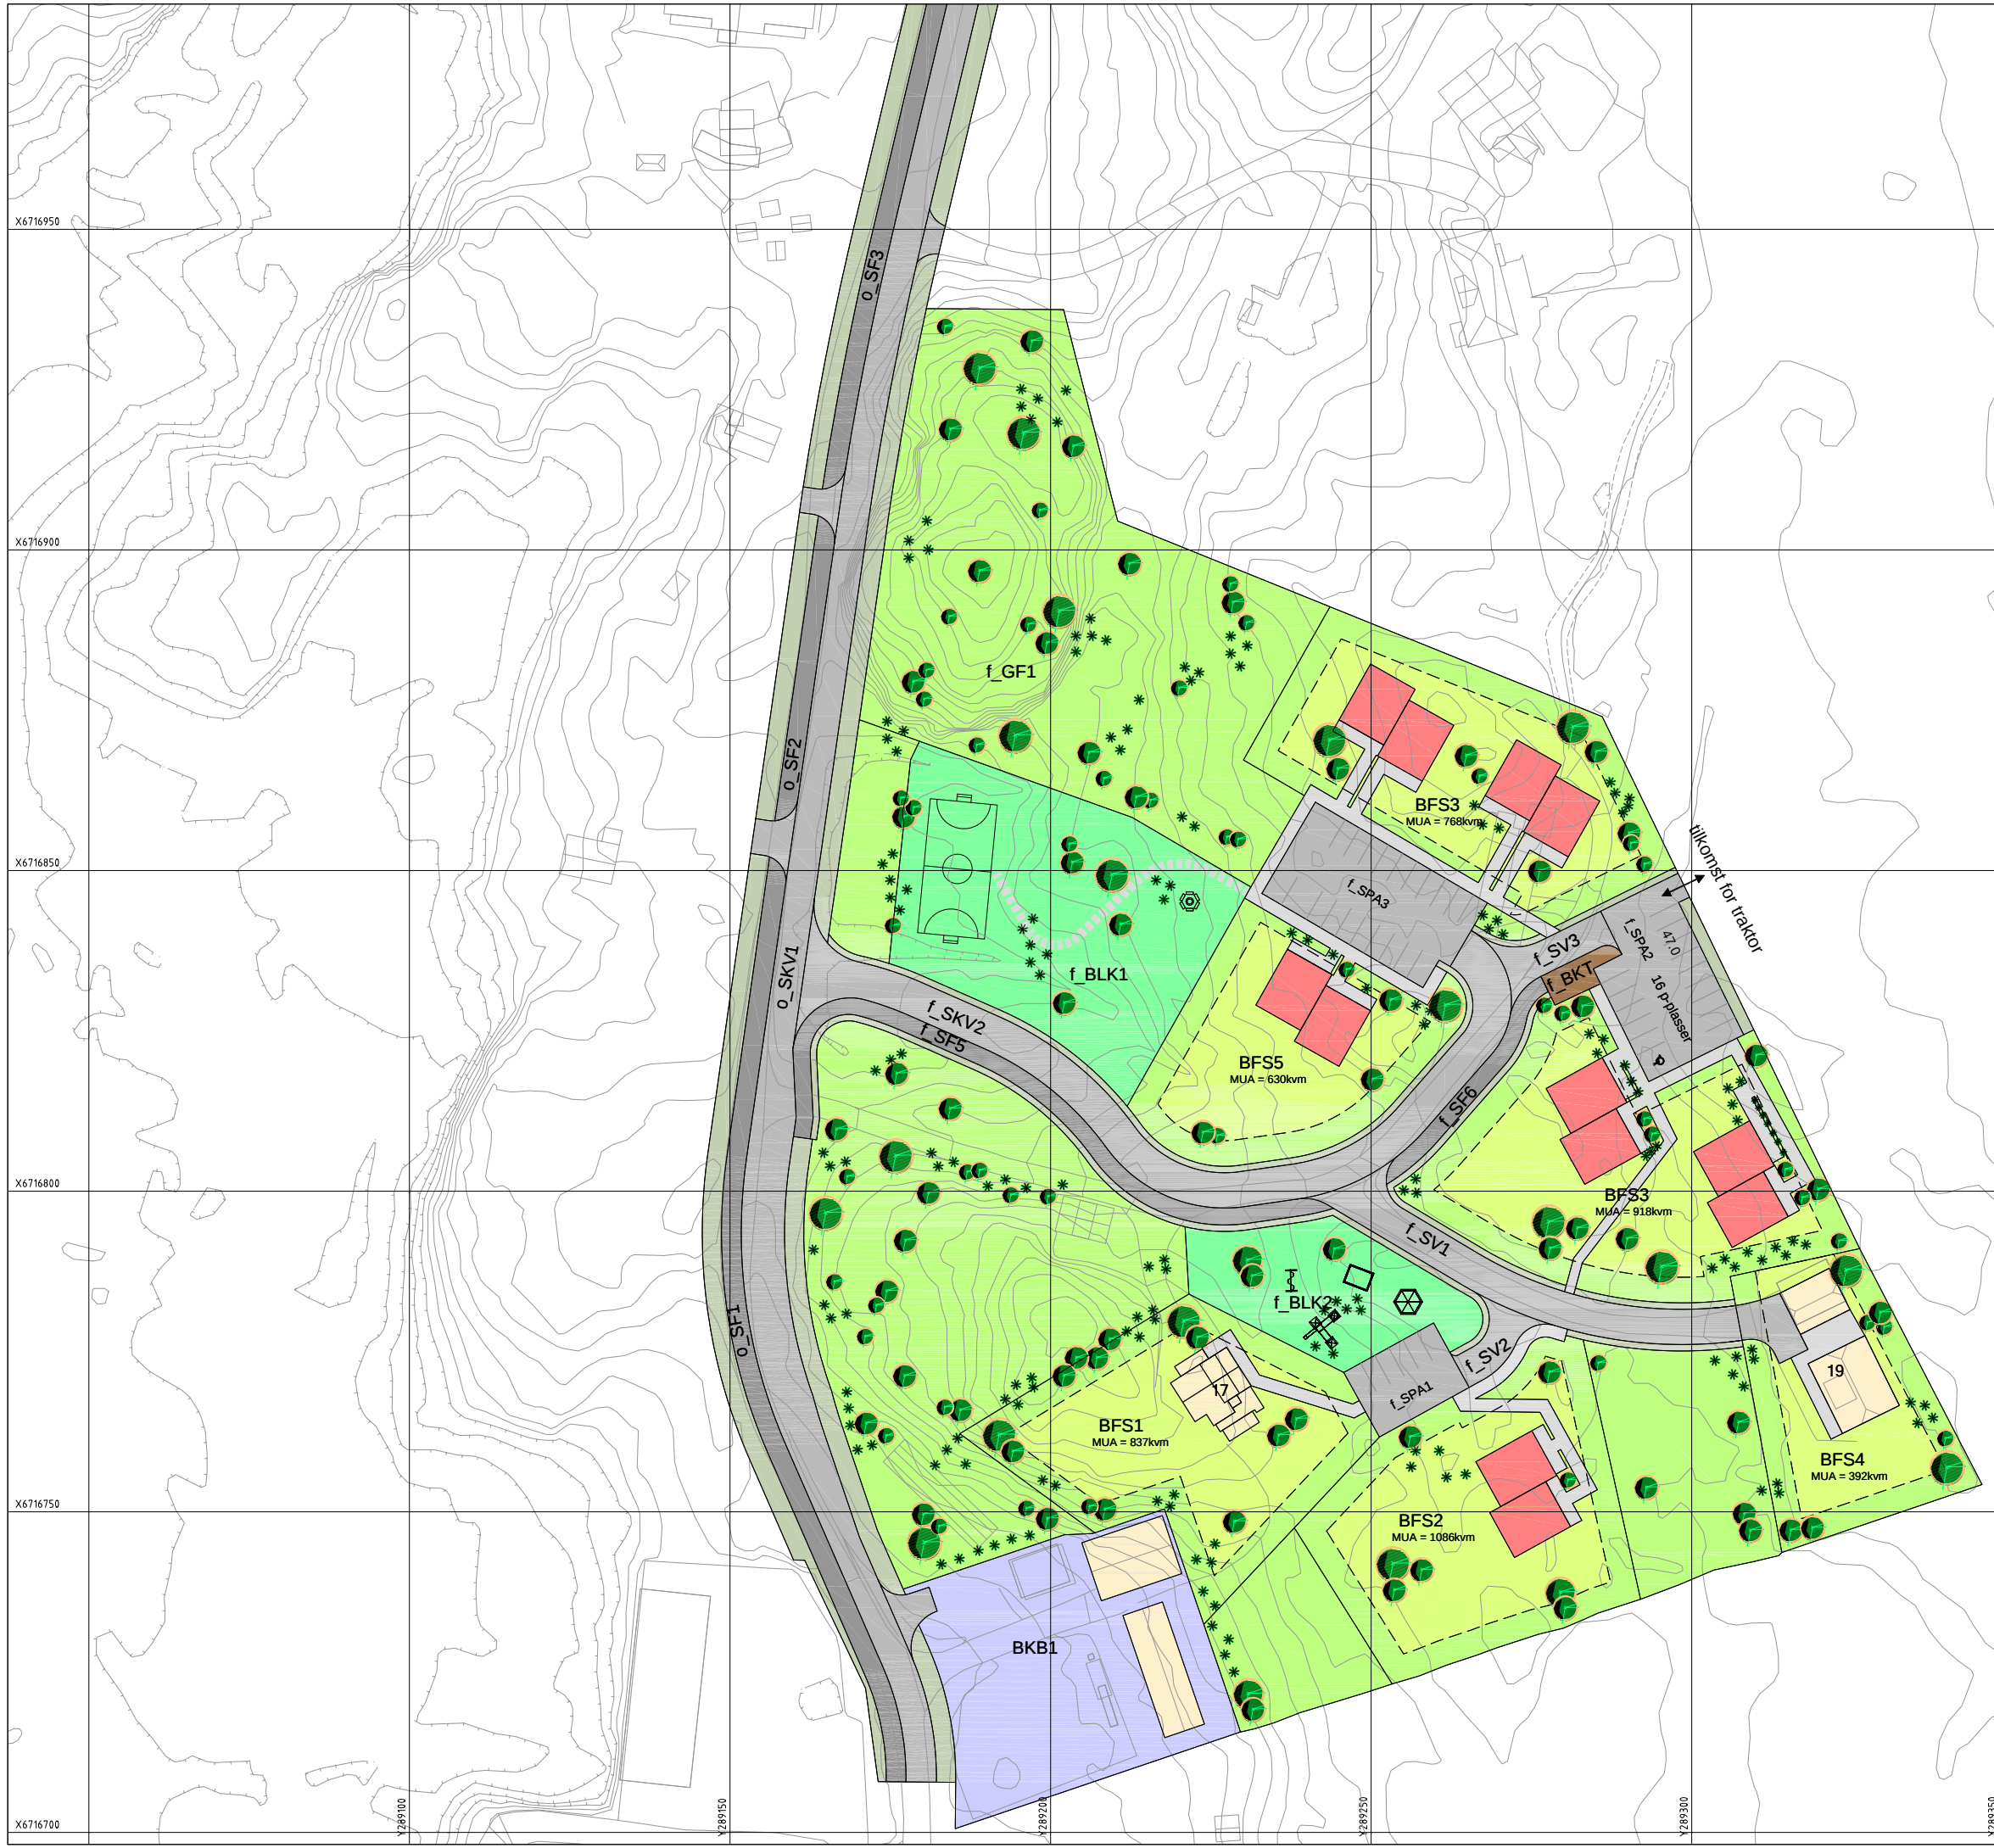 X6716950
o_SF3
X6716900
f_GF1
o_SF2
BFS3
MUA = 768kvm
tilkomst for traktor
X6716850
f_SPA3
f_SPA2
47.0
16 p-plasser
f_SV3
f_BKT
f_BLK1
o_SKV1
f_SKV2
f_SF5
BFS5
MUA = 630kvm
f_SF6
X6716800
BFS3
MUA = 918kvm
f_SV1
f_BLK2
o_SF1
f_SV2
17
19
f_SPA1
BFS1
MUA = 837kvm
BFS4
MUA = 392kvm
X6716750
BFS2
MUA = 1086kvm
BKB1
X6716700
Y289100
Y289150
Y289200
Y289250
Y289300
Y289350